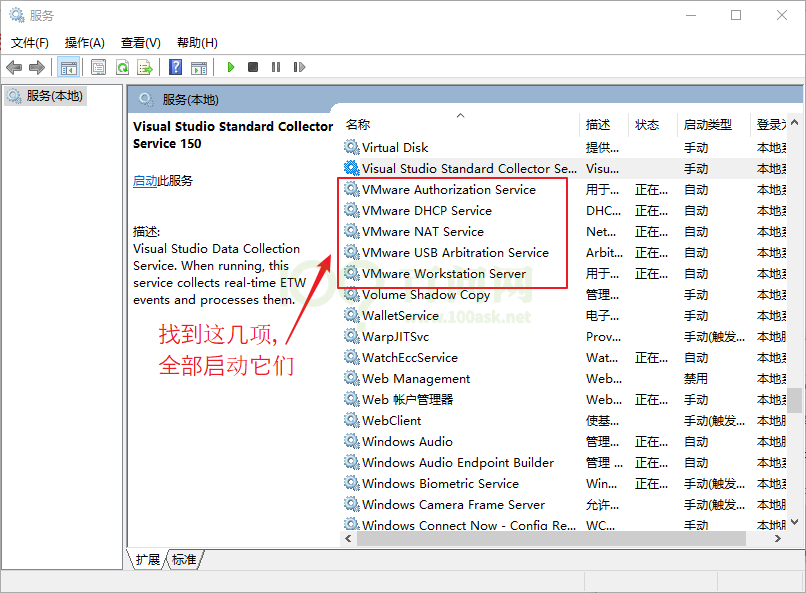 服务
文件(F) 操作(A) 查看(V) 帮助(H)
服务(本地)
服务(本地)
Visual Studio Standard Collector
Service 150
启动此服务
描述:
Visual Studio Data Collection
Service. When running, this
service collects real-time ETW
events and processes them.
找到这几项,
全部启动它们
名称 描述 状态 启动类型 登录为
Virtual Disk 提供... 手动 本地系
Visual Studio Standard Collector Se... Visu... 手动 本地系
VMware Authorization Service 用于... 正在... 自动 本地系
VMware DHCP Service DHC... 正在... 自动 本地系
VMware NAT Service Net... 正在... 自动 本地系
VMware USB Arbitration Service Arbit... 正在... 自动 本地系
VMware Workstation Server 用于... 正在... 自动 本地系
Volume Shadow Copy 管理... 手动 本地系
WalletService 电子... 手动 本地系
WarpJITSvc Prov... 手动(触发... 本地服
WatchEccService Wat... 正在... 自动 本地系
Web Management Web... 禁用 本地系
Web 帐户管理器 Web... 正在... 手动 本地系
WebClient 使基... 手动(触发... 本地服
Windows Audio 管理... 正在... 自动 本地服
Windows Audio Endpoint Builder 管理 ... 正在... 自动 本地系
Windows Biometric Service Win... 正在... 手动(触发... 本地系
Windows Camera Frame Server 允许... 手动(触发... 本地服
Windows Connect Now - Config Re... WC... 手动 本地服
www.100ask.net
扩展 标准